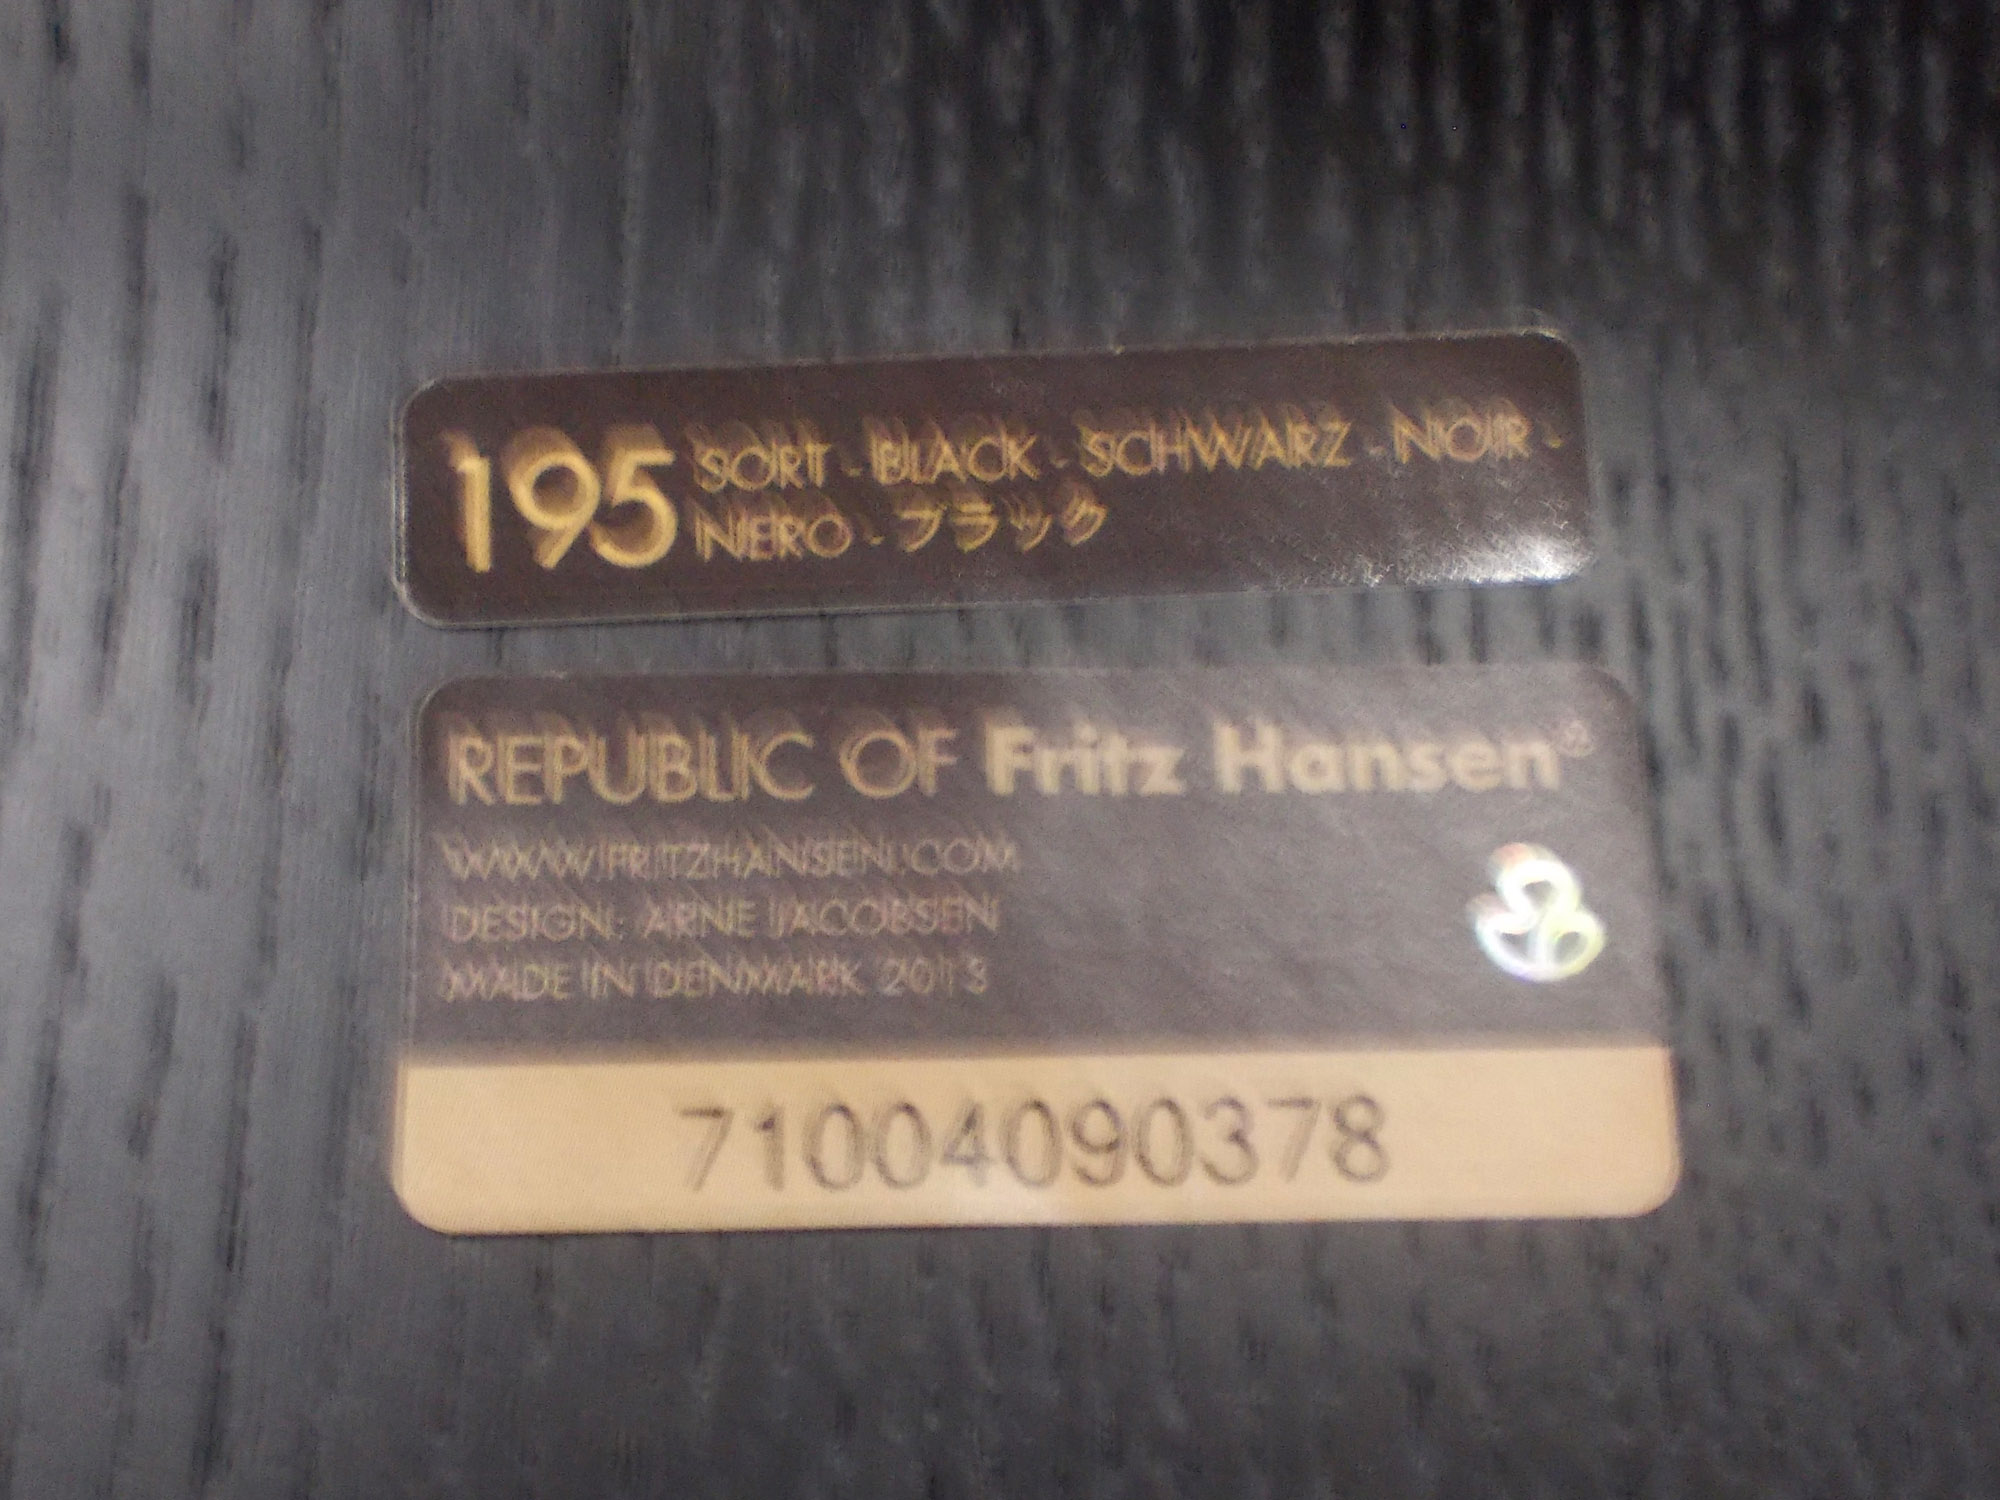 195 SORT - BLACK - SCHWARZ - NOIR -
NERO - ブラック
REPUBLIC OF Fritz Hansen®
WWW.FRITZHANSEN.COM
DESIGN: ARNE JACOBSEN
MADE IN DENMARK 2013
71004090378